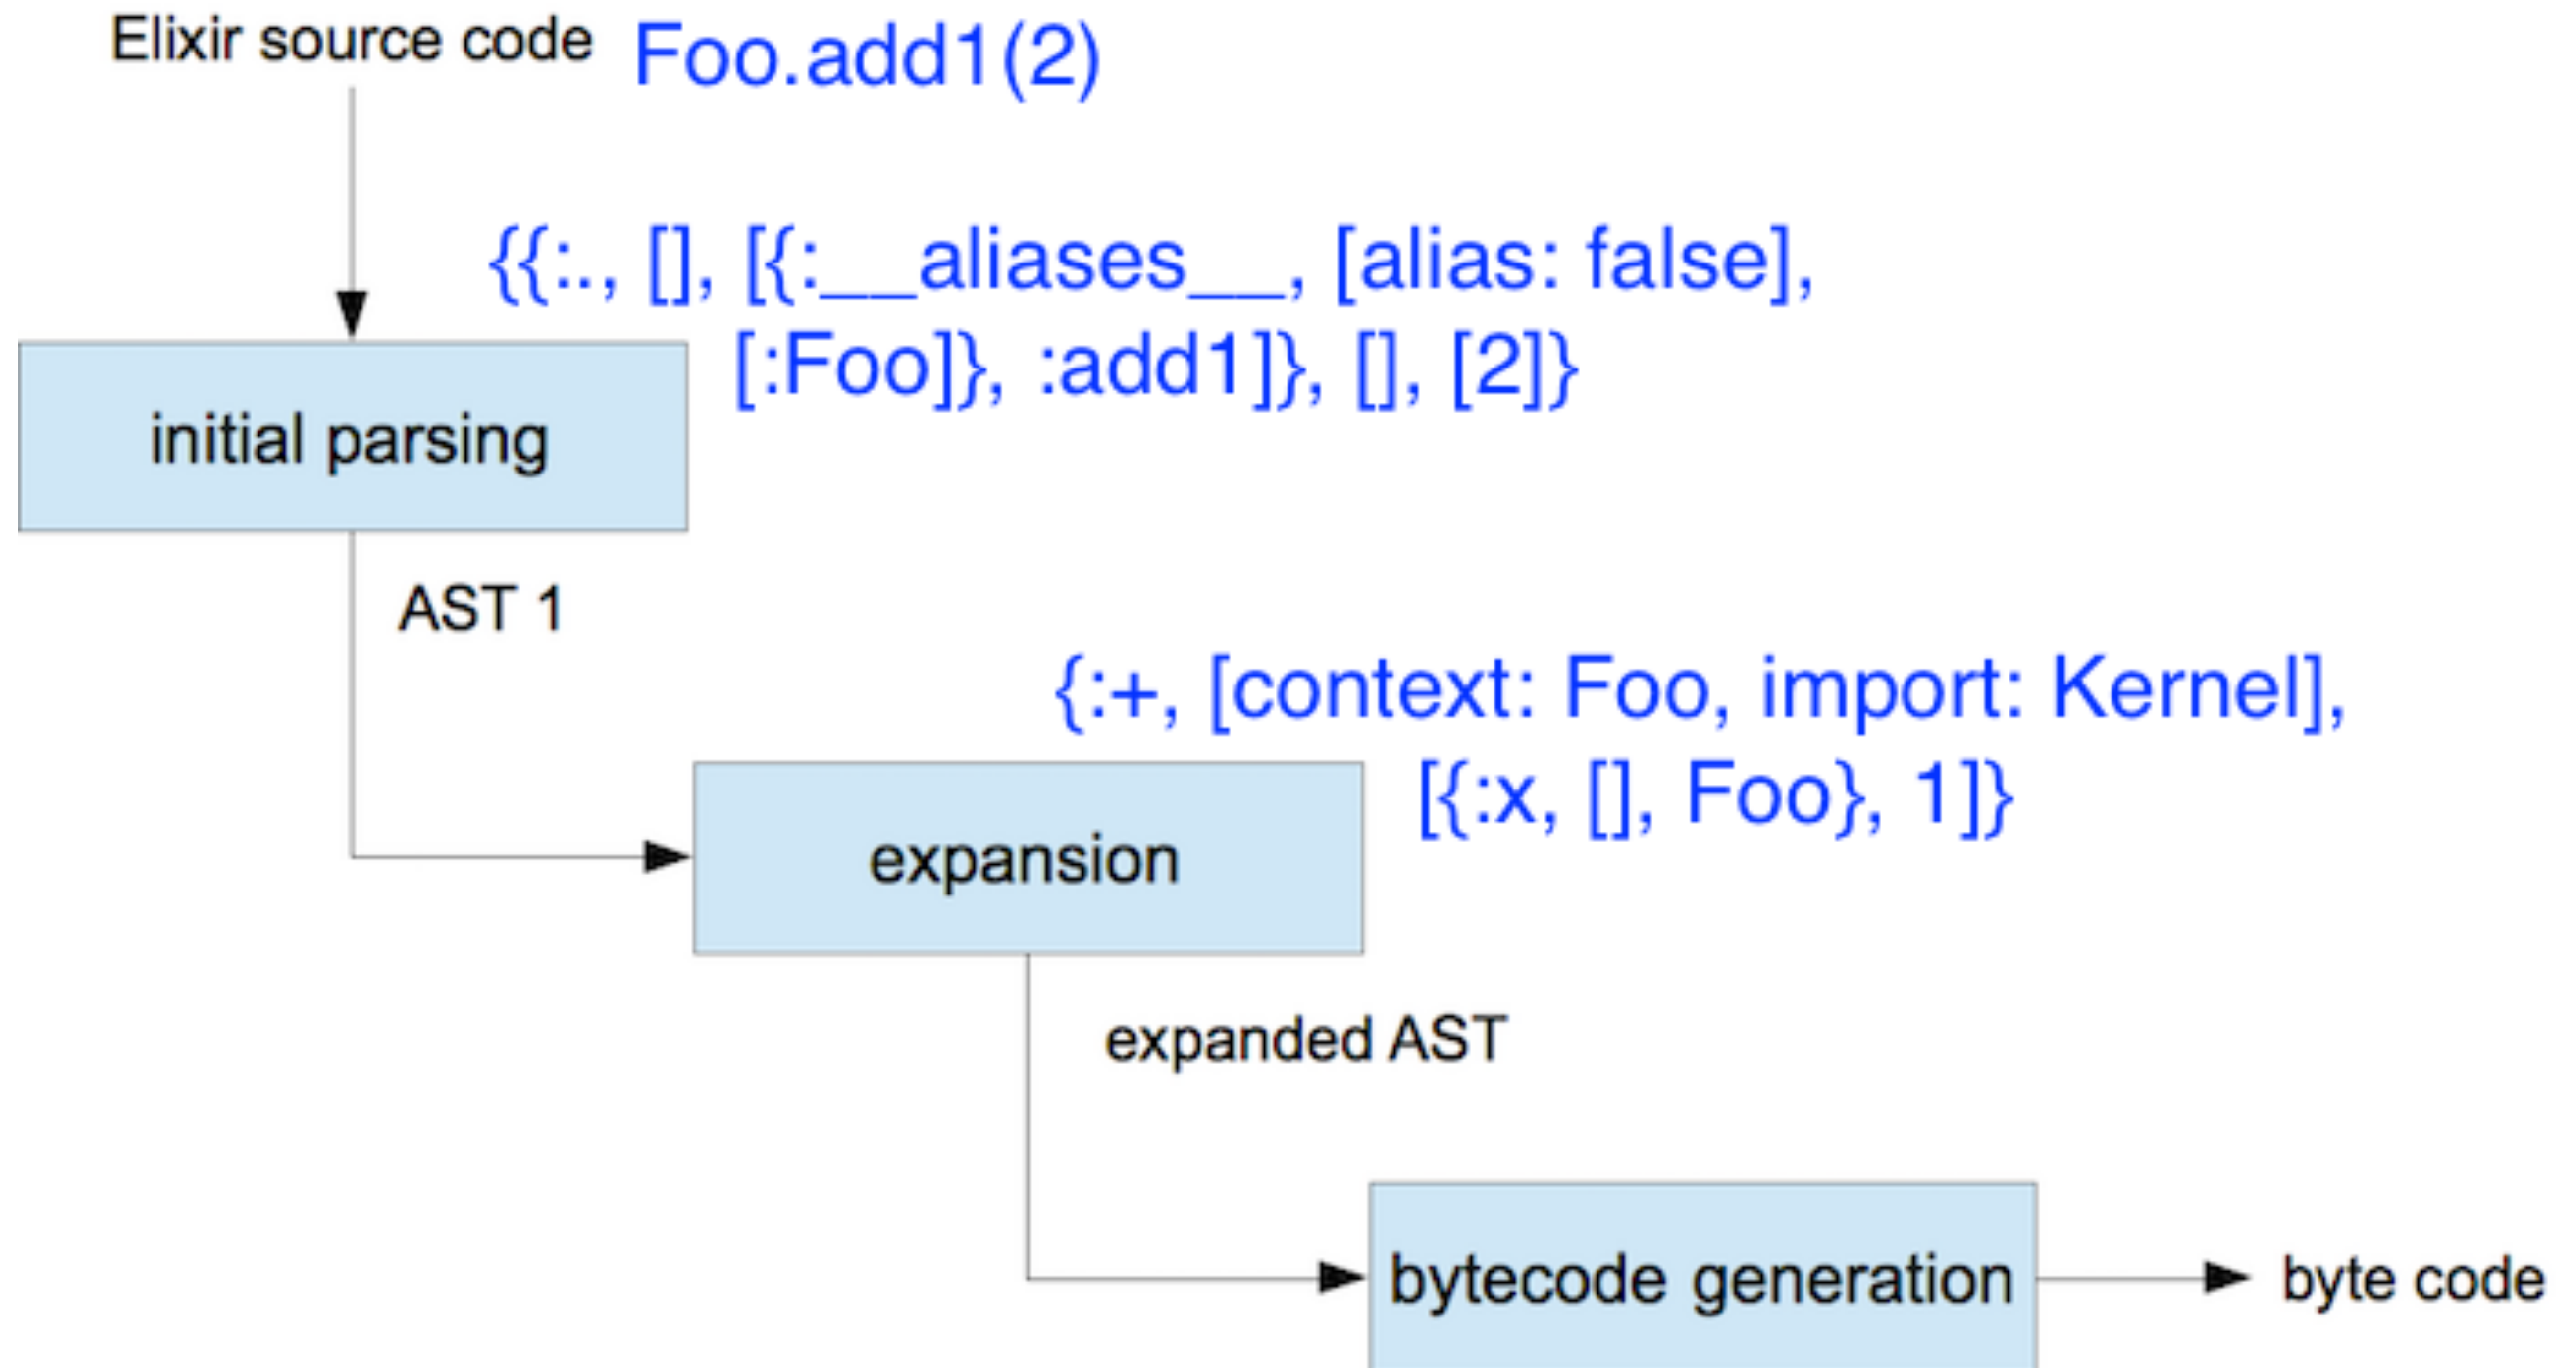 Elixir source code Foo.add1(2)
{{:., [], [{:__aliases__, [alias: false],
[:Foo]}, :add1]}, [], [2]}
initial parsing
AST 1
{:+, [context: Foo, import: Kernel],
[{:x, [], Foo}, 1]}
expansion
expanded AST
bytecode generation
byte code